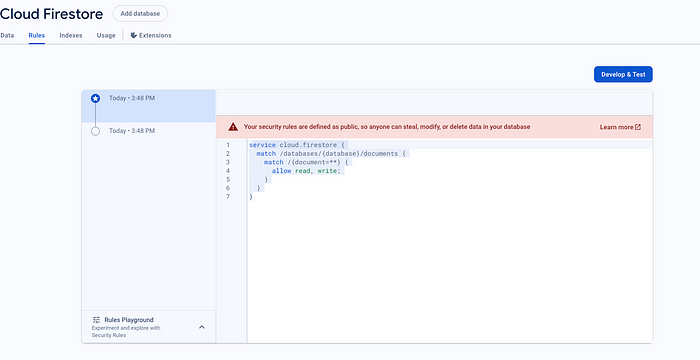 Cloud Firestore
Add database
Data Rules Indexes Usage Extensions
Develop & Test
Today • 3:48 PM
Today • 3:48 PM
Your security rules are defined as public, so anyone can steal, modify, or delete data in your database
Learn more
1 service cloud.firestore {
2 match /databases/{database}/documents {
3 match /{document=**} {
4 allow read, write;
5 }
6 }
7 }
Rules Playground
Experiment and explore with
Security Rules